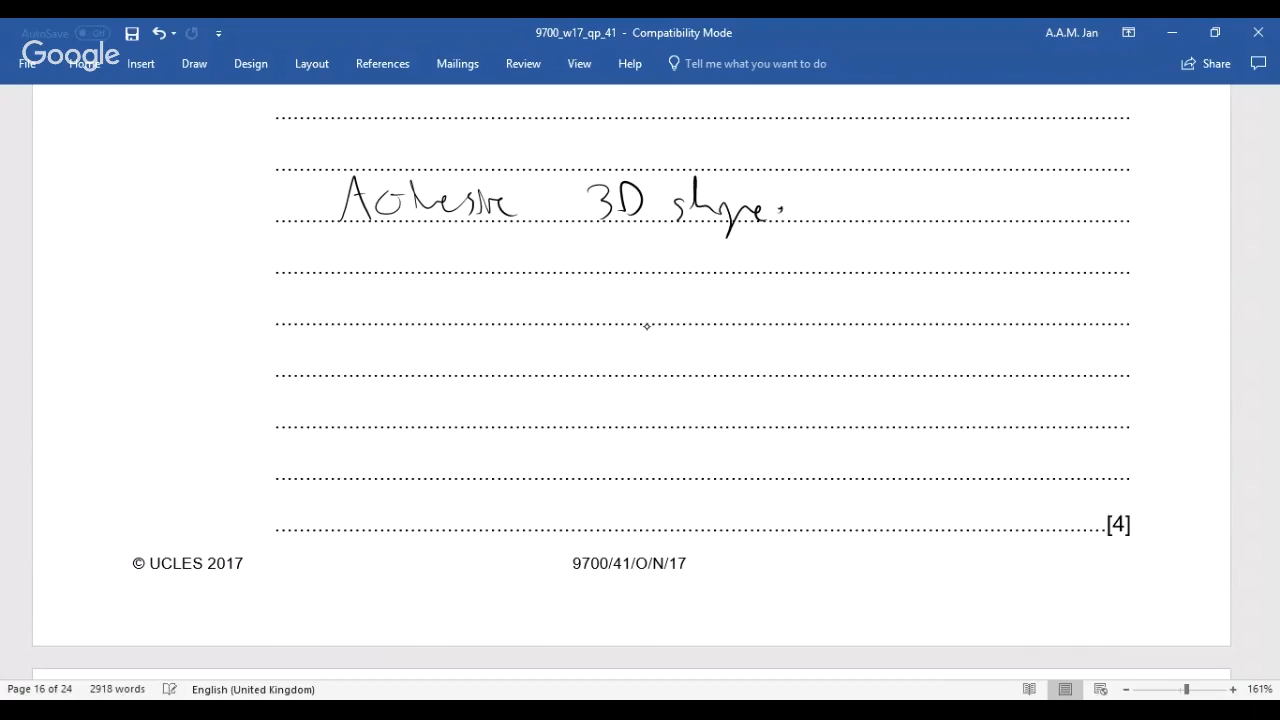 AutoSave Off
9700_w17_qp_41 - Compatibility Mode
A.A.M. Jan
Google
File Home Insert Draw Design Layout References Mailings Review View Help Tell me what you want to do
Share
3D shape.
[4]
© UCLES 2017
9700/41/O/N/17
Page 16 of 24 2918 words English (United Kingdom)
161%